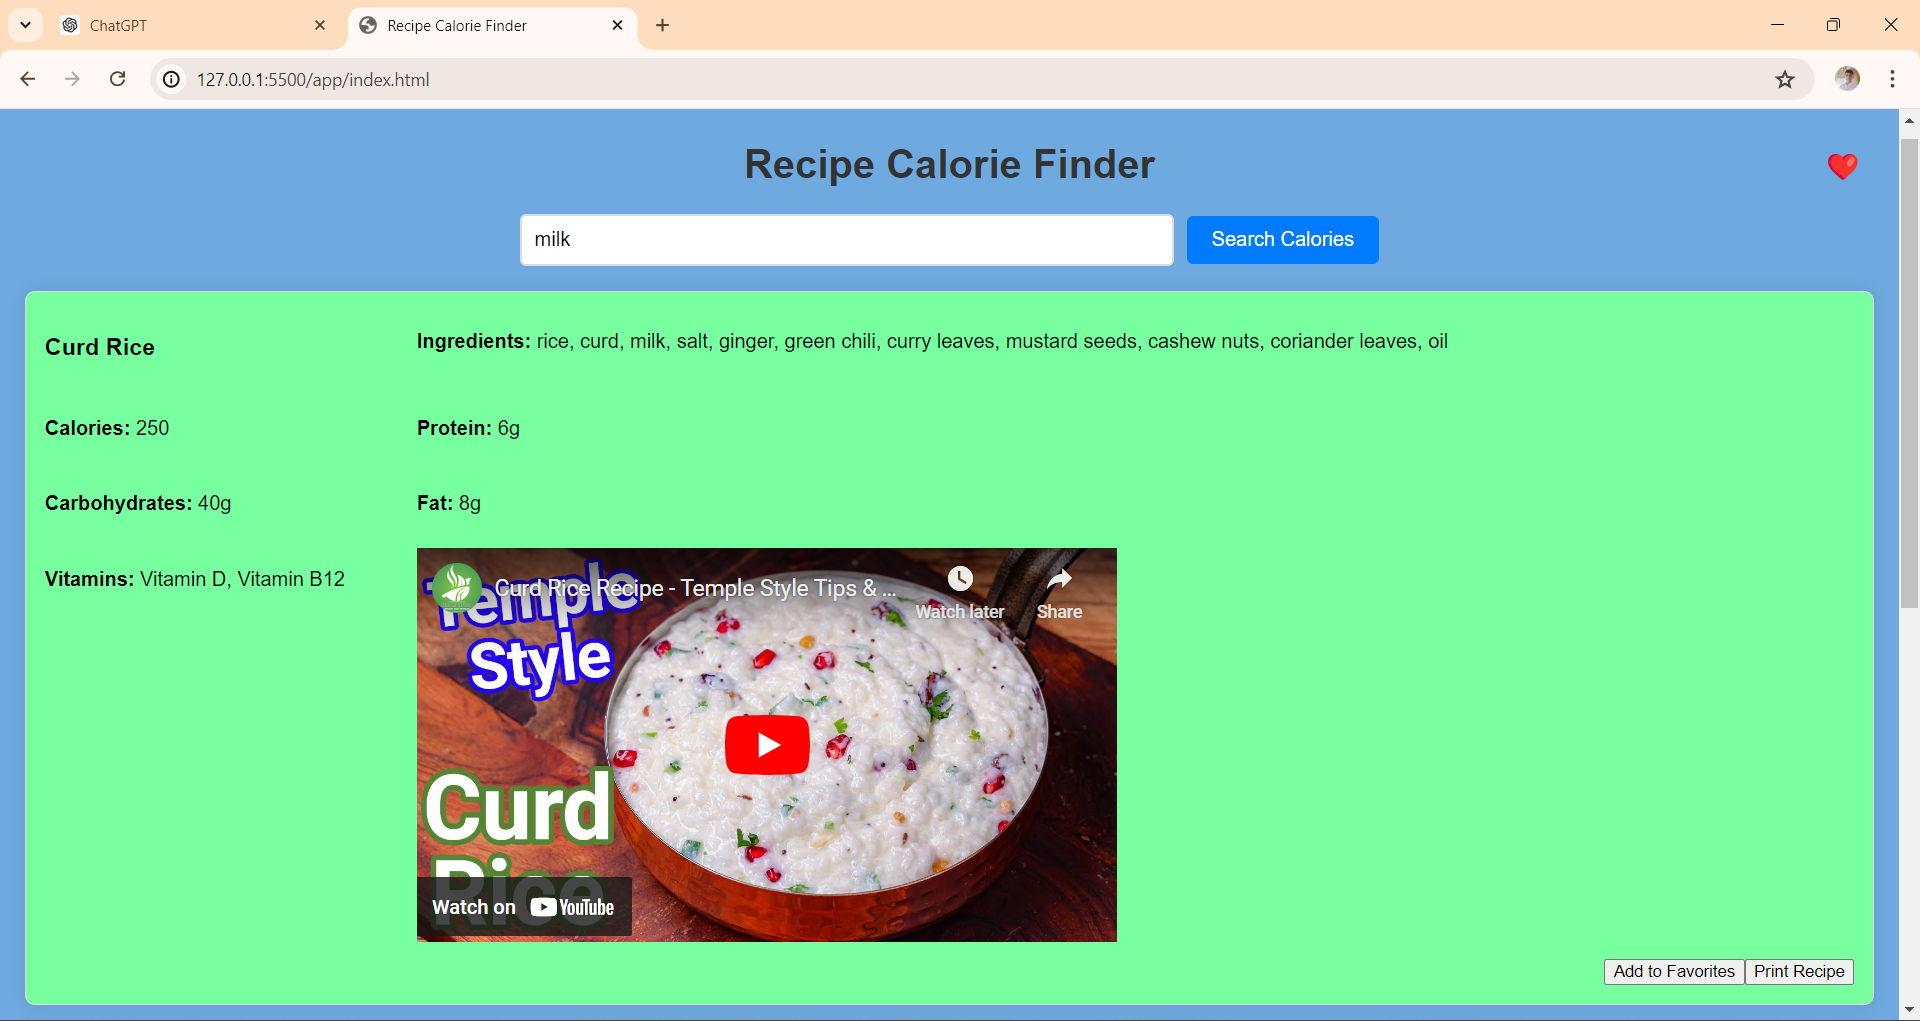 ChatGPT
Recipe Calorie Finder
127.0.0.1:5500/app/index.html
Recipe Calorie Finder
milk
Search Calories
Curd Rice
Ingredients: rice, curd, milk, salt, ginger, green chili, curry leaves, mustard seeds, cashew nuts, coriander leaves, oil
Calories: 250
Protein: 6g
Carbohydrates: 40g
Fat: 8g
Vitamins: Vitamin D, Vitamin B12
Curd Rice Recipe - Temple Style Tips & ...
Watch later
Share
Temple
Style
Curd
Rice
Watch on YouTube
Add to Favorites
Print Recipe